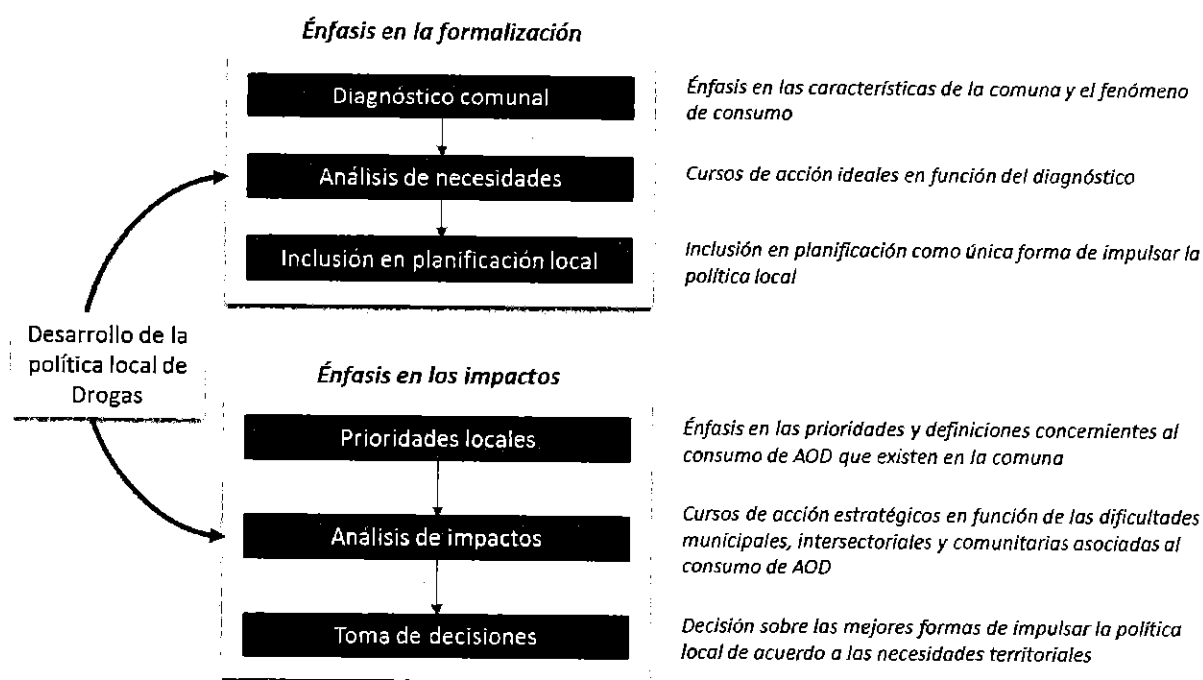 Énfasis en la formalización
Diagnóstico comunal
Énfasis en las características de la comuna y el fenómeno
de consumo
Análisis de necesidades
Cursos de acción ideales en función del diagnóstico
Inclusión en planificación local
Inclusión en planificación como única forma de impulsar la
política local
Desarrollo de la
política local de
Drogas
Énfasis en los impactos
Prioridades locales
Énfasis en las prioridades y definiciones concernientes al
consumo de AOD que existen en la comuna
Análisis de impactos
Cursos de acción estratégicos en función de las dificultades
municipales, intersectoriales y comunitarias asociadas al
consumo de AOD
Toma de decisiones
Decisión sobre las mejores formas de impulsar la política
local de acuerdo a las necesidades territoriales